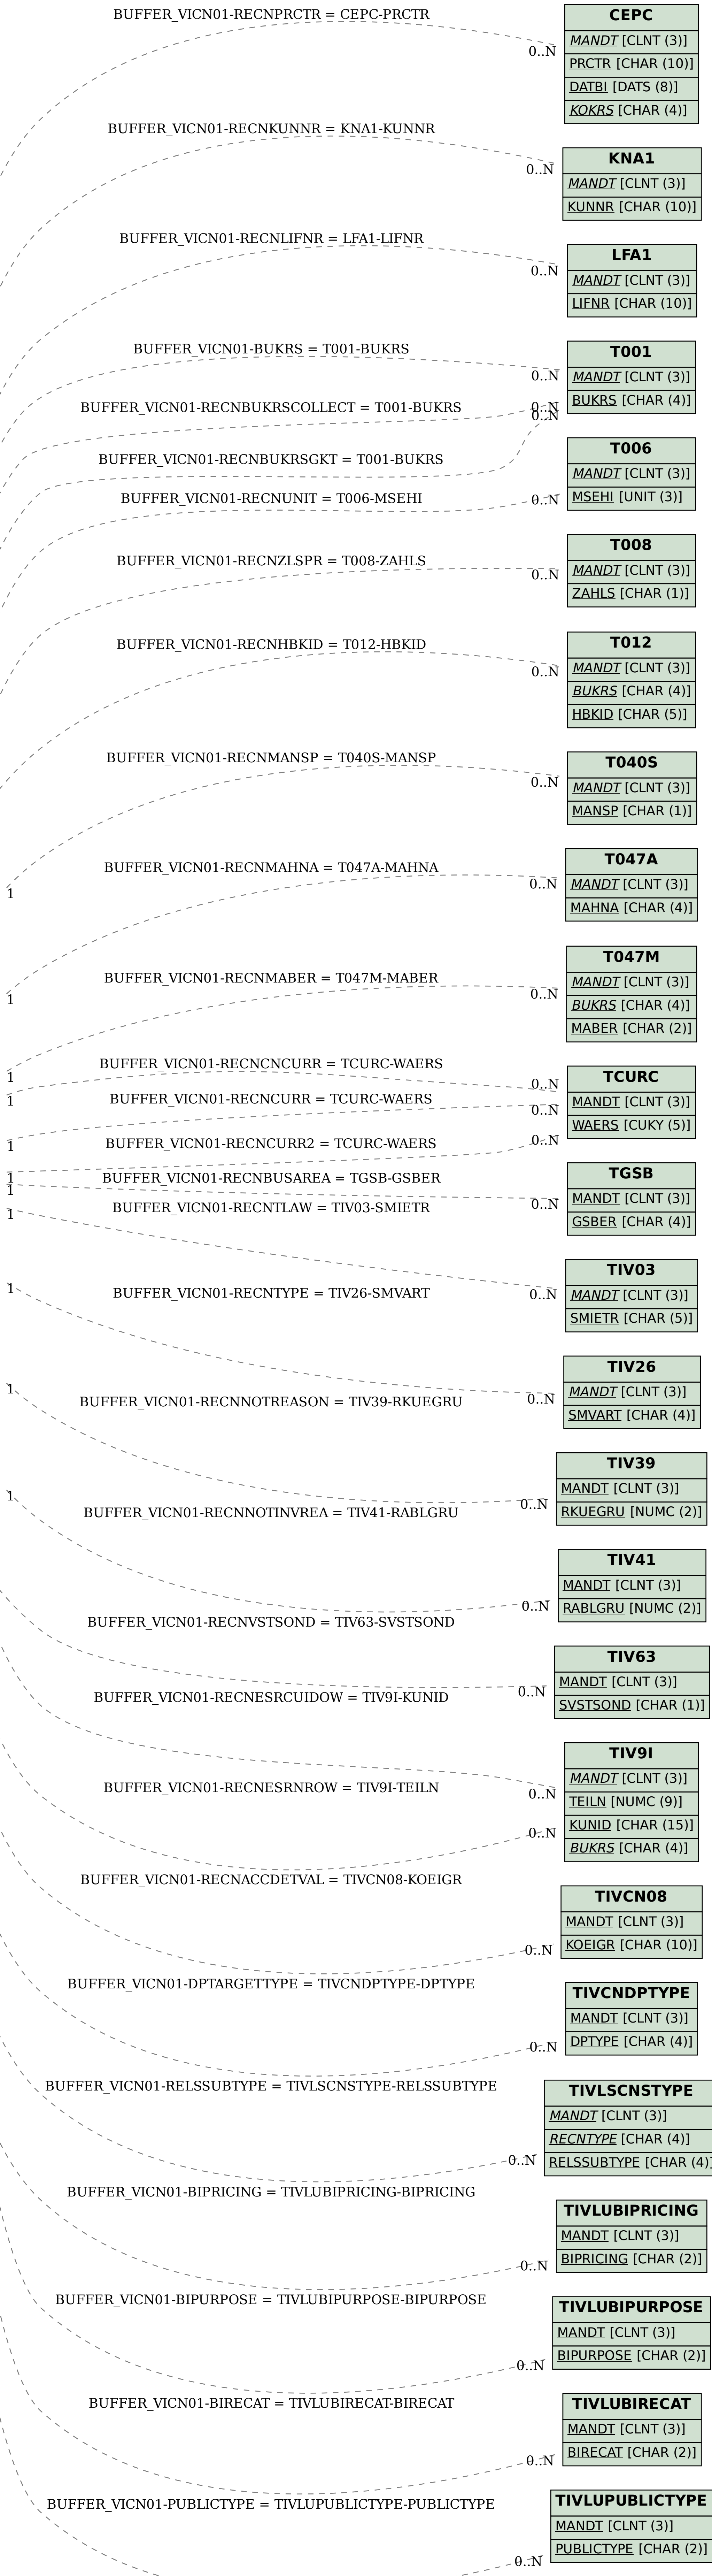 BUFFER_VICN01-RECNPRCTR = CEPC-PRCTR
0..N
CEPC
MANDT [CLNT (3)]
PRCTR [CHAR (10)]
DATBI [DATS (8)]
KOKRS [CHAR (4)]
BUFFER_VICN01-RECNKUNNR = KNA1-KUNNR
0..N
KNA1
MANDT [CLNT (3)]
KUNNR [CHAR (10)]
BUFFER_VICN01-RECNLIFNR = LFA1-LIFNR
0..N
LFA1
MANDT [CLNT (3)]
LIFNR [CHAR (10)]
BUFFER_VICN01-BUKRS = T001-BUKRS
0..N
T001
MANDT [CLNT (3)]
BUKRS [CHAR (4)]
BUFFER_VICN01-RECNBUKRSCOLLECT = T001-BUKRS
0..N
0..N
BUFFER_VICN01-RECNBUKRSGKT = T001-BUKRS
T006
MANDT [CLNT (3)]
MSEHI [UNIT (3)]
BUFFER_VICN01-RECNUNIT = T006-MSEHI
0..N
BUFFER_VICN01-RECNZLSPR = T008-ZAHLS
0..N
T008
MANDT [CLNT (3)]
ZAHLS [CHAR (1)]
BUFFER_VICN01-RECNHBKID = T012-HBKID
0..N
T012
MANDT [CLNT (3)]
BUKRS [CHAR (4)]
HBKID [CHAR (5)]
BUFFER_VICN01-RECNMANSP = T040S-MANSP
0..N
1
T040S
MANDT [CLNT (3)]
MANSP [CHAR (1)]
BUFFER_VICN01-RECNMAHNA = T047A-MAHNA
0..N
1
T047A
MANDT [CLNT (3)]
MAHNA [CHAR (4)]
BUFFER_VICN01-RECNMABER = T047M-MABER
0..N
1
T047M
MANDT [CLNT (3)]
BUKRS [CHAR (4)]
MABER [CHAR (2)]
BUFFER_VICN01-RECNCNCURR = TCURC-WAERS
0..N
1
BUFFER_VICN01-RECNCURR = TCURC-WAERS
0..N
1
TCURC
MANDT [CLNT (3)]
WAERS [CUKY (5)]
BUFFER_VICN01-RECNCURR2 = TCURC-WAERS
0..N
1
BUFFER_VICN01-RECNBUSAREA = TGSB-GSBER
0..N
1
TGSB
MANDT [CLNT (3)]
GSBER [CHAR (4)]
BUFFER_VICN01-RECNTLAW = TIV03-SMIETR
0..N
1
TIV03
MANDT [CLNT (3)]
SMIETR [CHAR (5)]
BUFFER_VICN01-RECNTYPE = TIV26-SMVART
0..N
1
TIV26
MANDT [CLNT (3)]
SMVART [CHAR (4)]
BUFFER_VICN01-RECNNOTREASON = TIV39-RKUEGRU
0..N
1
TIV39
MANDT [CLNT (3)]
RKUEGRU [NUMC (2)]
BUFFER_VICN01-RECNNOTINVREA = TIV41-RABLGRU
0..N
1
TIV41
MANDT [CLNT (3)]
RABLGRU [NUMC (2)]
BUFFER_VICN01-RECNVSTSOND = TIV63-SVSTSOND
0..N
TIV63
MANDT [CLNT (3)]
SVSTSOND [CHAR (1)]
BUFFER_VICN01-RECNESRCUIDOW = TIV9I-KUNID
0..N
TIV9I
MANDT [CLNT (3)]
TEILN [NUMC (9)]
KUNID [CHAR (15)]
BUKRS [CHAR (4)]
BUFFER_VICN01-RECNESRNROW = TIV9I-TEILN
0..N
BUFFER_VICN01-RECNACCDETVAL = TIVCN08-KOEIGR
0..N
TIVCN08
MANDT [CLNT (3)]
KOEIGR [CHAR (10)]
BUFFER_VICN01-DPTARGETTYPE = TIVCNDPTYPE-DPTYPE
0..N
TIVCNDPTYPE
MANDT [CLNT (3)]
DPTYPE [CHAR (4)]
BUFFER_VICN01-RELSSUBTYPE = TIVLSCNSTYPE-RELSSUBTYPE
0..N
TIVLSCNSTYPE
MANDT [CLNT (3)]
RECNTYPE [CHAR (4)]
RELSSUBTYPE [CHAR (4)]
BUFFER_VICN01-BIPRICING = TIVLUBIPRICING-BIPRICING
0..N
TIVLUBIPRICING
MANDT [CLNT (3)]
BIPRICING [CHAR (2)]
BUFFER_VICN01-BIPURPOSE = TIVLUBIPURPOSE-BIPURPOSE
0..N
TIVLUBIPURPOSE
MANDT [CLNT (3)]
BIPURPOSE [CHAR (2)]
BUFFER_VICN01-BIRECAT = TIVLUBIRECAT-BIRECAT
0..N
TIVLUBIRECAT
MANDT [CLNT (3)]
BIRECAT [CHAR (2)]
BUFFER_VICN01-PUBLICTYPE = TIVLUPUBLICTYPE-PUBLICTYPE
0..N
TIVLUPUBLICTYPE
MANDT [CLNT (3)]
PUBLICTYPE [CHAR (2)]